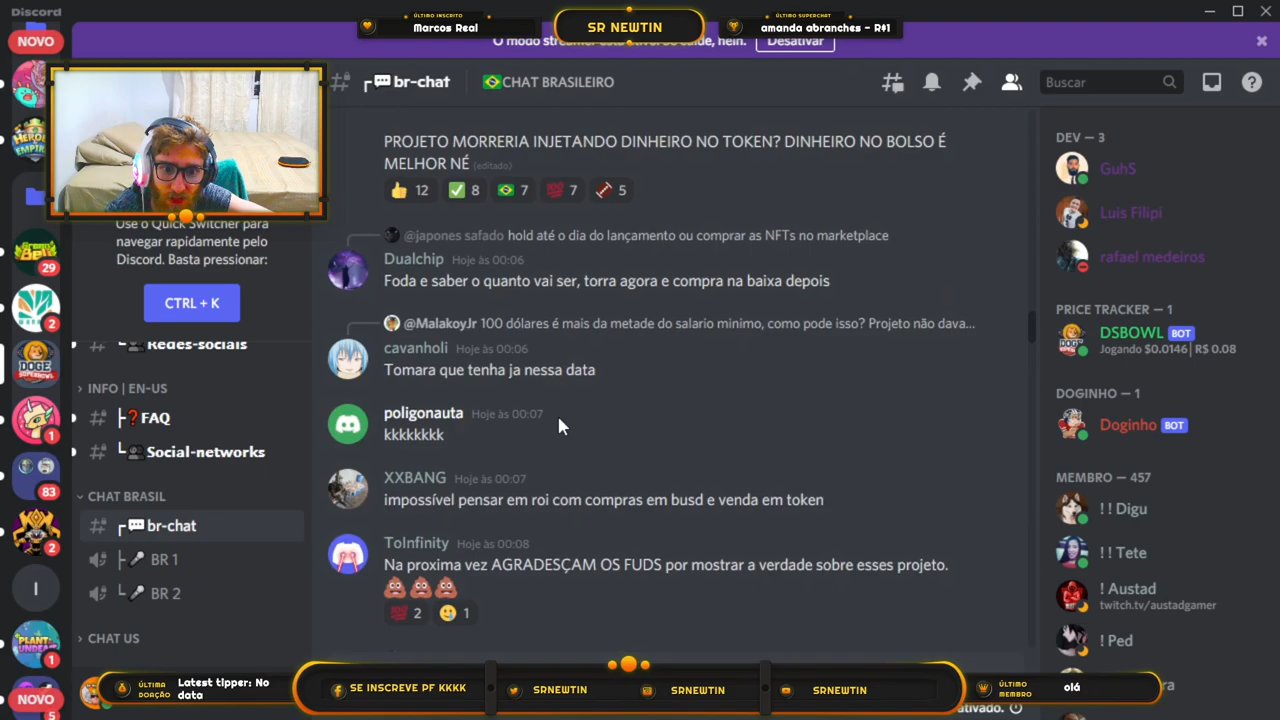 Discord
NOVO
ÚLTIMO INSCRITO
Marcos Real
SR NEWTIN
ÚLTIMO SUPERCHAT
amanda abranches - R$1
O modo
hein.
Desativar
br-chat
CHAT BRASILEIRO
Buscar
Use o Quick Switcher para
navegar rapidamente pelo
Discord. Basta pressionar:
CTRL + K
Redes-sociais
INFO | EN-US
FAQ
Social-networks
CHAT BRASIL
br-chat
BR 1
BR 2
CHAT US
29
2
DOGE
1
83
2
I
PLANT
1
NOVO
5
PROJETO MORRERIA INJETANDO DINHEIRO NO TOKEN? DINHEIRO NO BOLSO É
MELHOR NÉ (editado)
12 8 7 7 5
@japones safado hold até o dia do lançamento ou comprar as NFTs no marketplace
Dualchip Hoje às 00:06
Foda e saber o quanto vai ser, torra agora e compra na baixa depois
@MalakoyJr 100 dólares é mais da metade do salario minimo, como pode isso? Projeto não dava...
cavanholi Hoje às 00:06
Tomara que tenha ja nessa data
poligonauta Hoje às 00:07
kkkkkkkk
XXBANG Hoje às 00:07
impossível pensar em roi com compras em busd e venda em token
ToInfinity Hoje às 00:08
Na proxima vez AGRADESÇAM OS FUDS por mostrar a verdade sobre esses projeto.
2 1
DEV — 3
GuhS
Luis Filipi
rafael medeiros
PRICE TRACKER — 1
DSBOWL BOT
Jogando $0.0146 | R$ 0.08
DOGINHO — 1
Doginho BOT
MEMBRO — 457
! ! Digu
! ! Tete
! Austad
twitch.tv/austadgamer
! Ped
ÚLTIMA
DOAÇÃO
Latest tipper: No
data
SE INSCREVE PF KKKK
SRNEWTIN
SRNEWTIN
SRNEWTIN
ÚLTIMO
MEMBRO
olá
ativado.